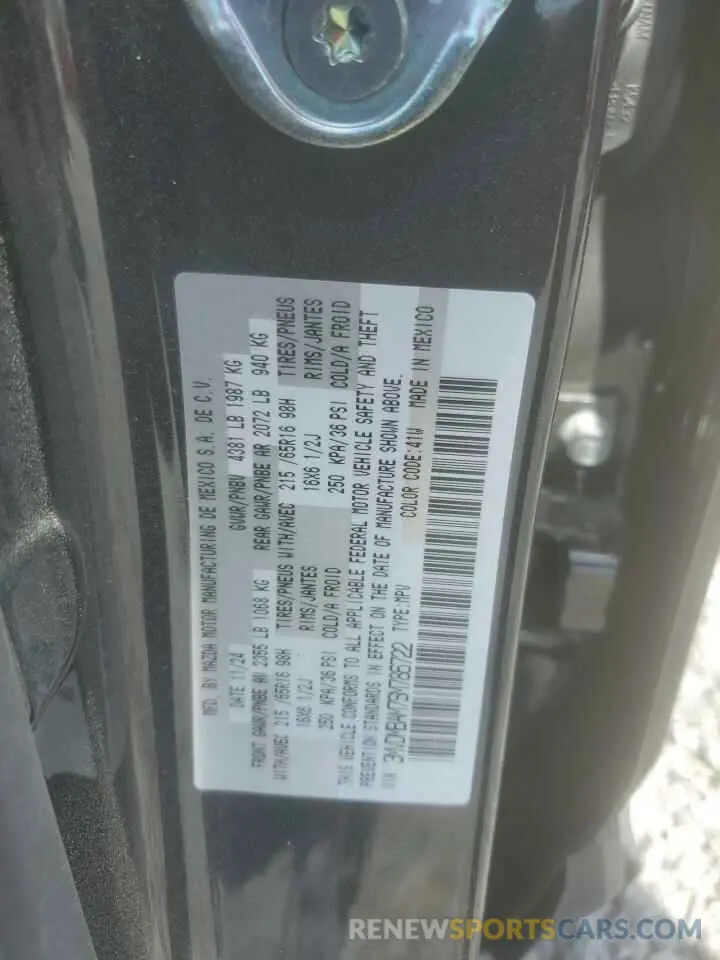 MFD. BY MAZDA MOTOR MANUFACTURING DE MEXICO S.A. DE C.V.
DATE 11/24 GVWR/PNBV 4381 LB 1987 KG
FRONT GAWR/PNBE AV 2355 LB 1068 KG REAR GAWR/PNBE AR 2072 LB 940 KG
WITH/AVEC 215 /65R16 98H TIRES/PNEUS WITH/AVEC 215 /65R16 98H TIRES/PNEUS
16X6 1/2J RIMS/JANTES 16X6 1/2J RIMS/JANTES
250 KPA/36 PSI COLD/A FROID 250 KPA/36 PSI COLD/A FROID
THIS VEHICLE CONFORMS TO ALL APPLICABLE FEDERAL MOTOR VEHICLE SAFETY AND THEFT
PREVENTION STANDARDS IN EFFECT ON THE DATE OF MANUFACTURE SHOWN ABOVE.
TYPE:MPV COLOR CODE:41W MADE IN MEXICO
RENEWSPORTSCARS.COM